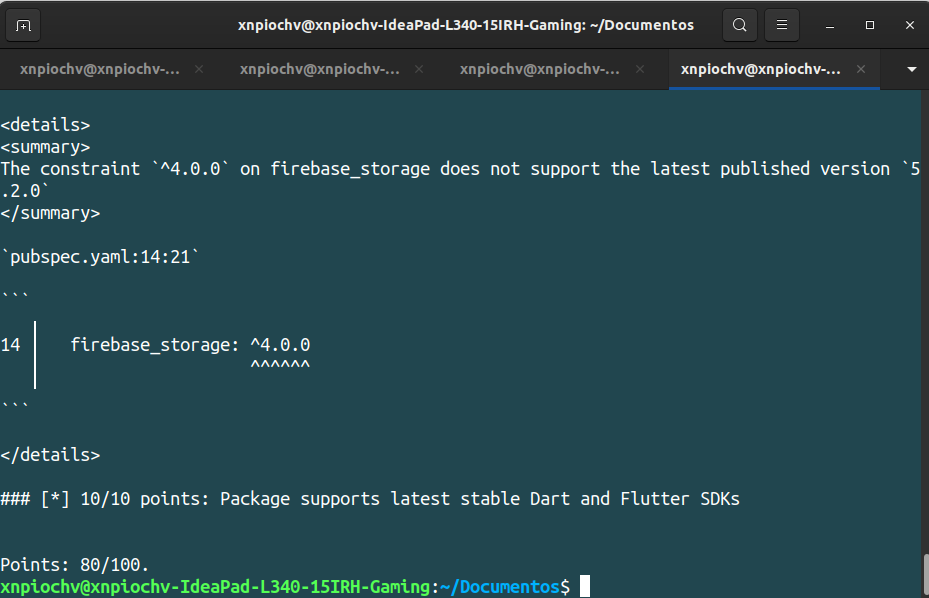 xnpiochv@xnpiochv-IdeaPad-L340-15IRH-Gaming: ~/Documentos
xnpiochv@xnpiochv-... xnpiochv@xnpiochv-... xnpiochv@xnpiochv-... xnpiochv@xnpiochv-...
<details>
<summary>
The constraint `^4.0.0` on firebase_storage does not support the latest published version `5
.2.0`
</summary>
`pubspec.yaml:14:21`
```
14 │ firebase_storage: ^4.0.0
^^^^^^
```
</details>
### [*] 10/10 points: Package supports latest stable Dart and Flutter SDKs
Points: 80/100.
xnpiochv@xnpiochv-IdeaPad-L340-15IRH-Gaming:~/Documentos$